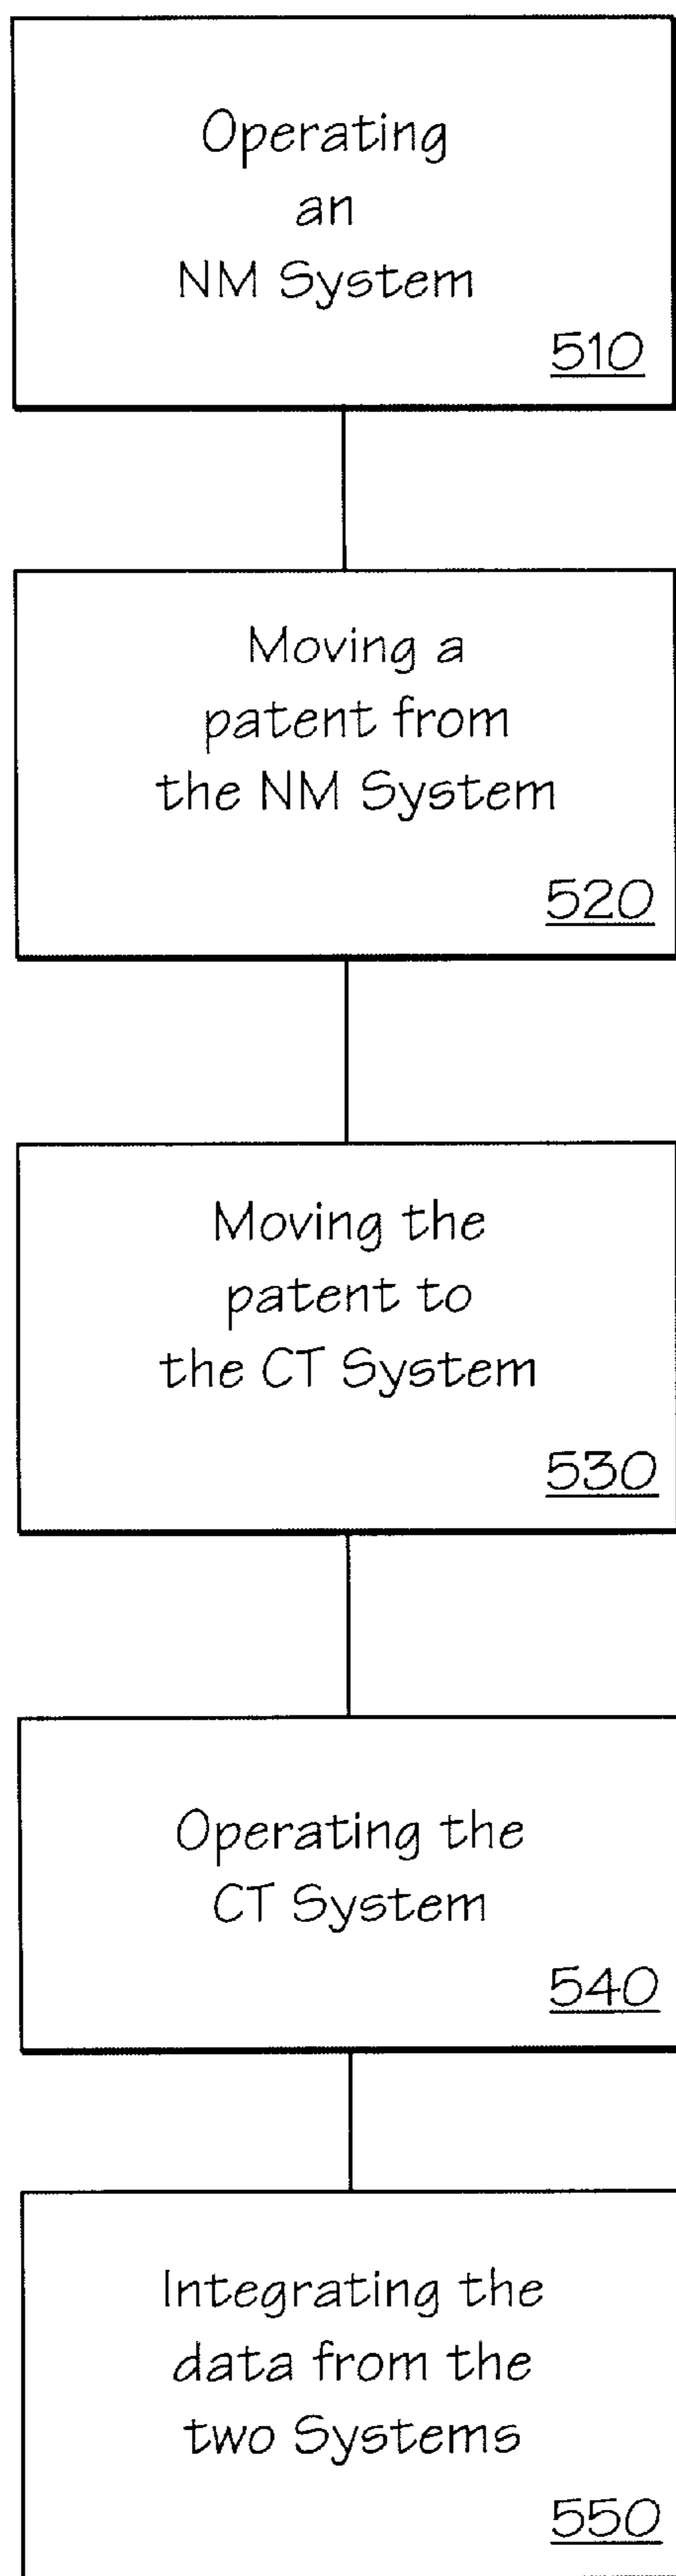 Operating
an
NM System
510
Moving a
patent from
the NM System
520
Moving the
patent to
the CT System
530
Operating the
CT System
540
Integrating the
data from the
two Systems
550